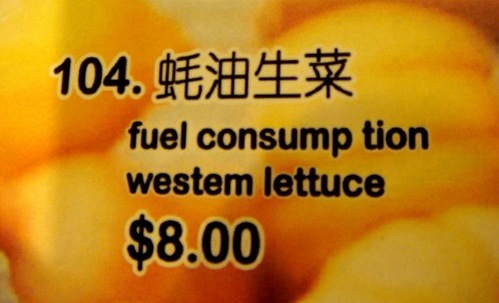 104. 蚝油生菜
fuel consump tion
westem lettuce
$8.00